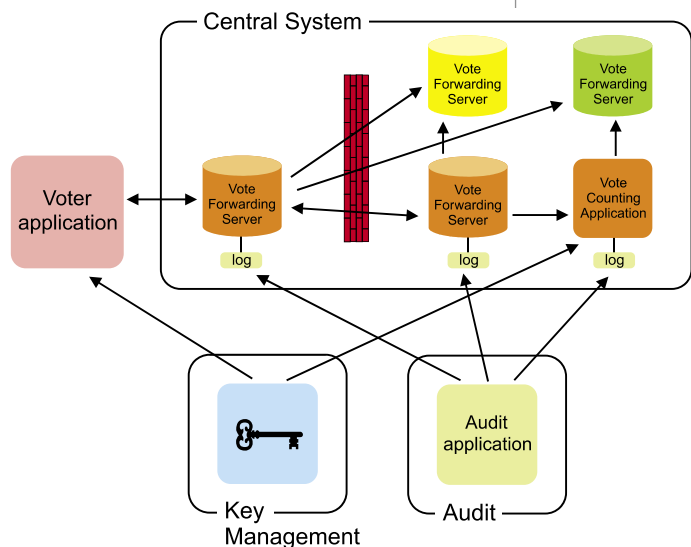 Central System
Vote
Forwarding
Server
Vote
Forwarding
Server
Voter
application
Vote
Forwarding
Server
Vote
Forwarding
Server
Vote
Counting
Application
log
log
log
Audit
application
Key
Management
Audit